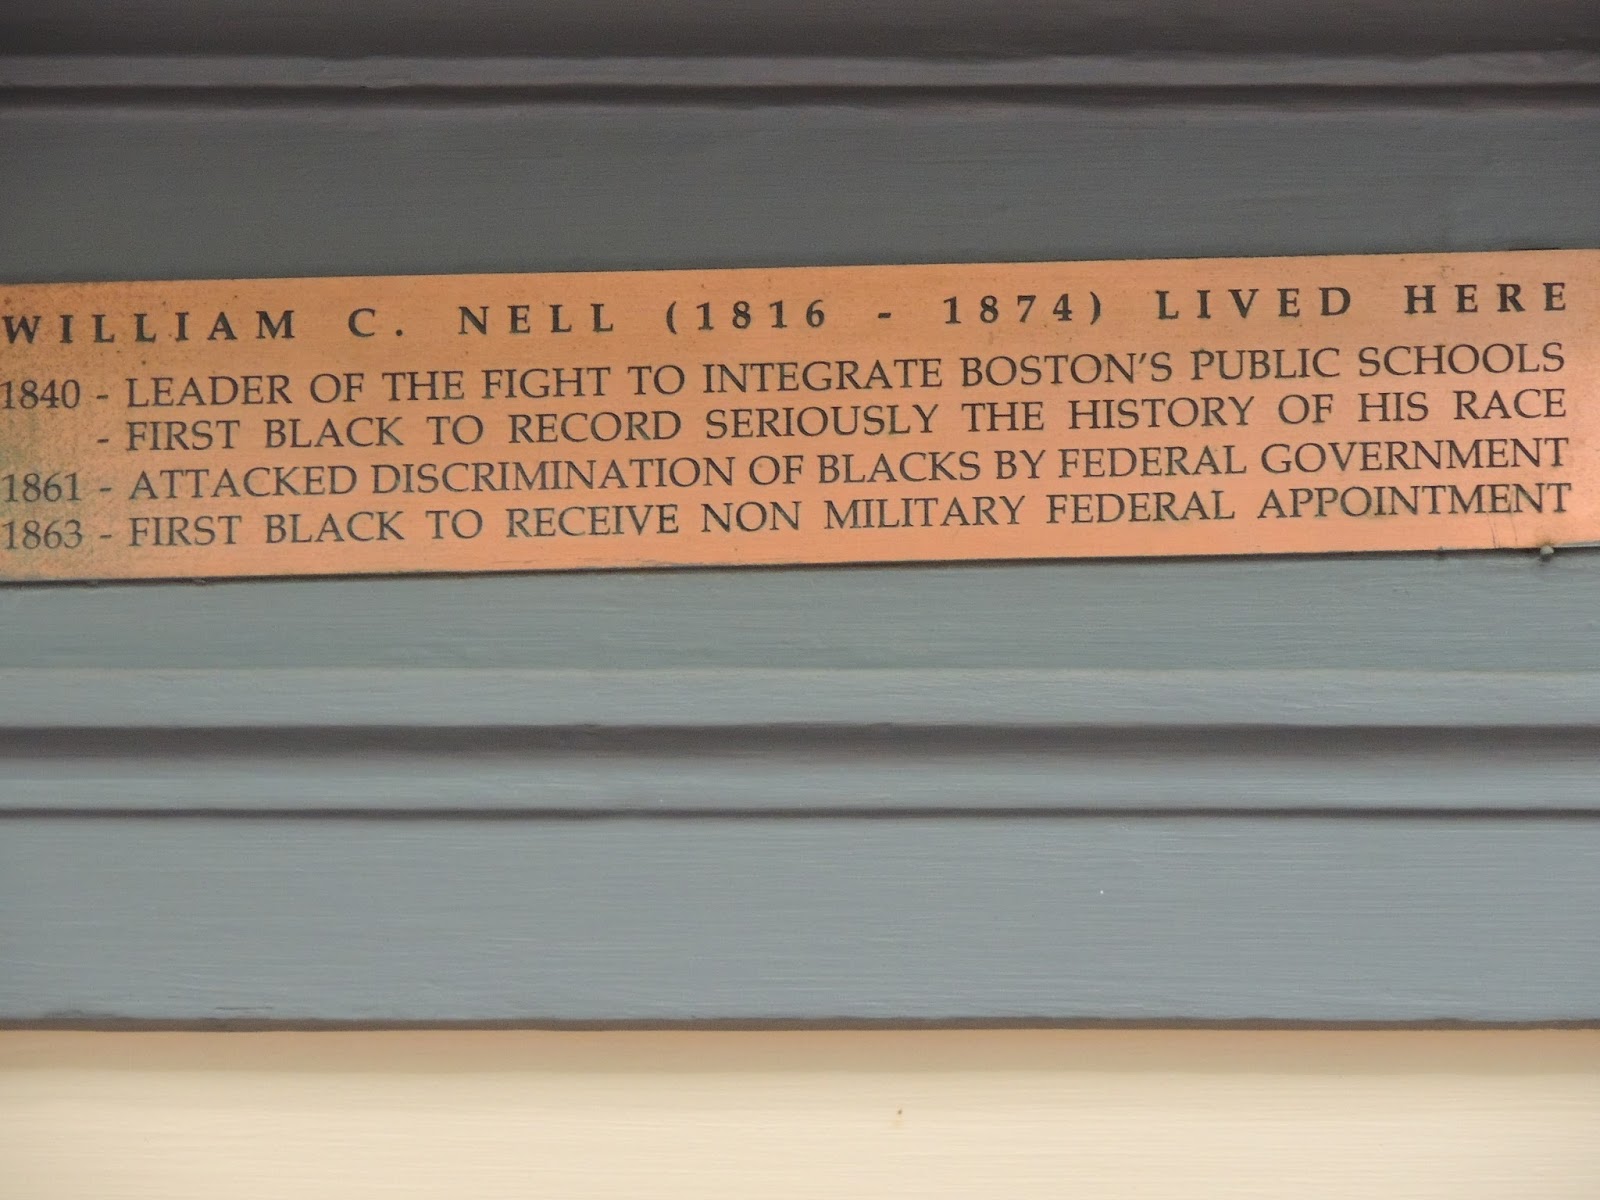 WILLIAM C. NELL (1816 - 1874) LIVED HERE
1840 - LEADER OF THE FIGHT TO INTEGRATE BOSTON'S PUBLIC SCHOOLS
- FIRST BLACK TO RECORD SERIOUSLY THE HISTORY OF HIS RACE
1861 - ATTACKED DISCRIMINATION OF BLACKS BY FEDERAL GOVERNMENT
1863 - FIRST BLACK TO RECEIVE NON MILITARY FEDERAL APPOINTMENT